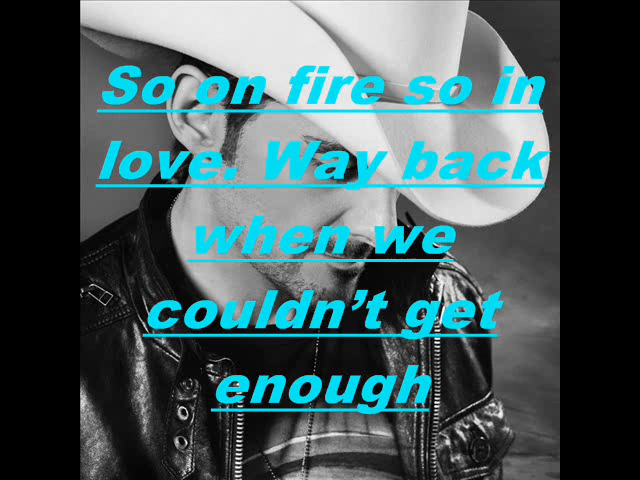 So on fire so in
love. Way back
when we
couldn't get
enough